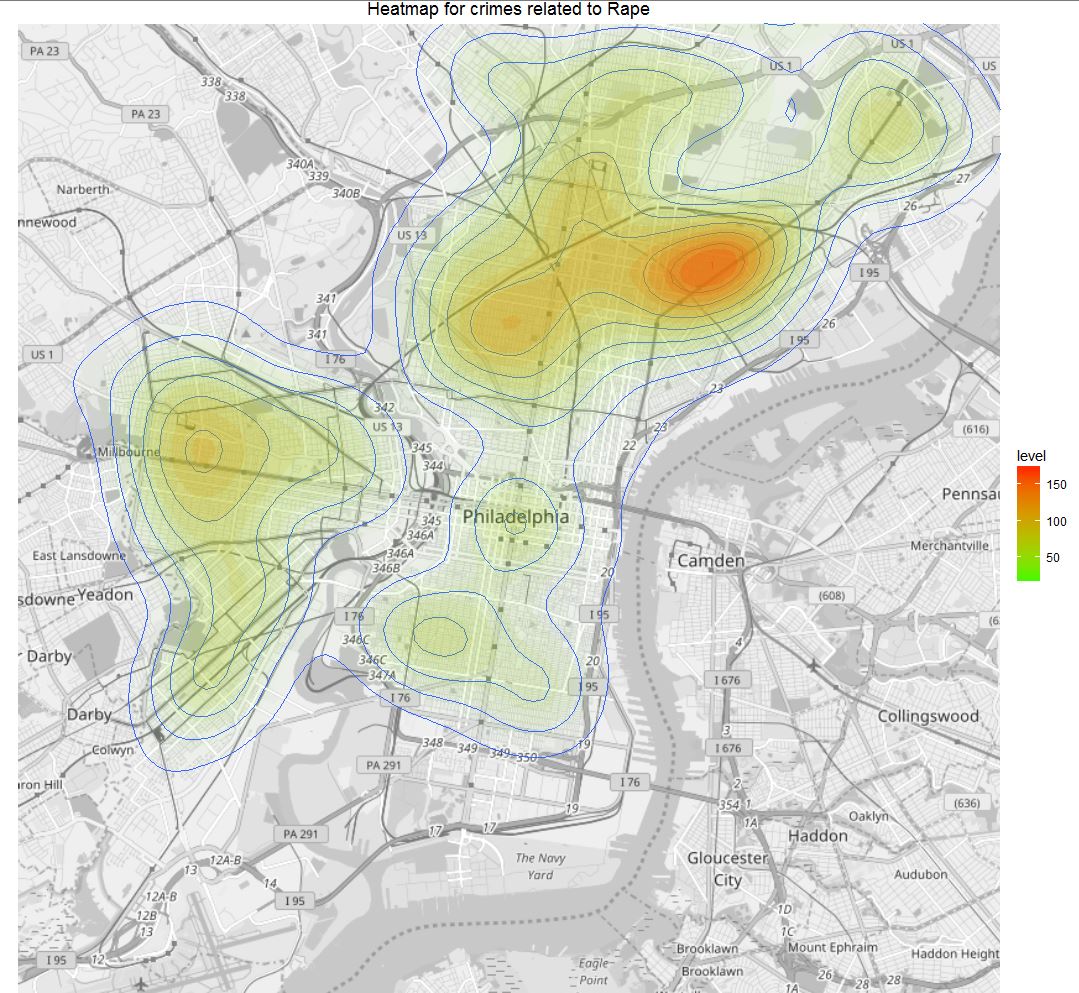 Heatmap for crimes related to Rape
US 1
PA 23
US 1
US
338
338
PA 23
340A
339
27
Narberth
340B
26
nnewood
US 13
I 95
341
26
341
I 95
US 1
I 76
23
342
US 13
23
(616)
345
22
Millbourne
level
344
150
Pennsau
Philadelphia
100
345
346A
East Lansdowne
346A
Merchantville
50
346B
Camden
20
sdowne
Yeadon
(608)
I 76
I 95
(6
346C
4
r Darby
346C
20
347A
I 676
I 95
I 76
Darby
Collingswood
3
348
349
349-350
19
I 676
Colwyn
PA 291
I 76
aron Hill
2
354
1
(636)
19
1A
Oaklyn
17
17
PA 291
Haddon
The Navy
Yard
Gloucester
City
12A-B
13
14
Audubon
12A-B
I 95
12B
1D
13
1C
Mount Ephraim
Brooklawn
Haddon Height
I 95
12
Eagle
Point
Brooklawn
26
28
28
1A